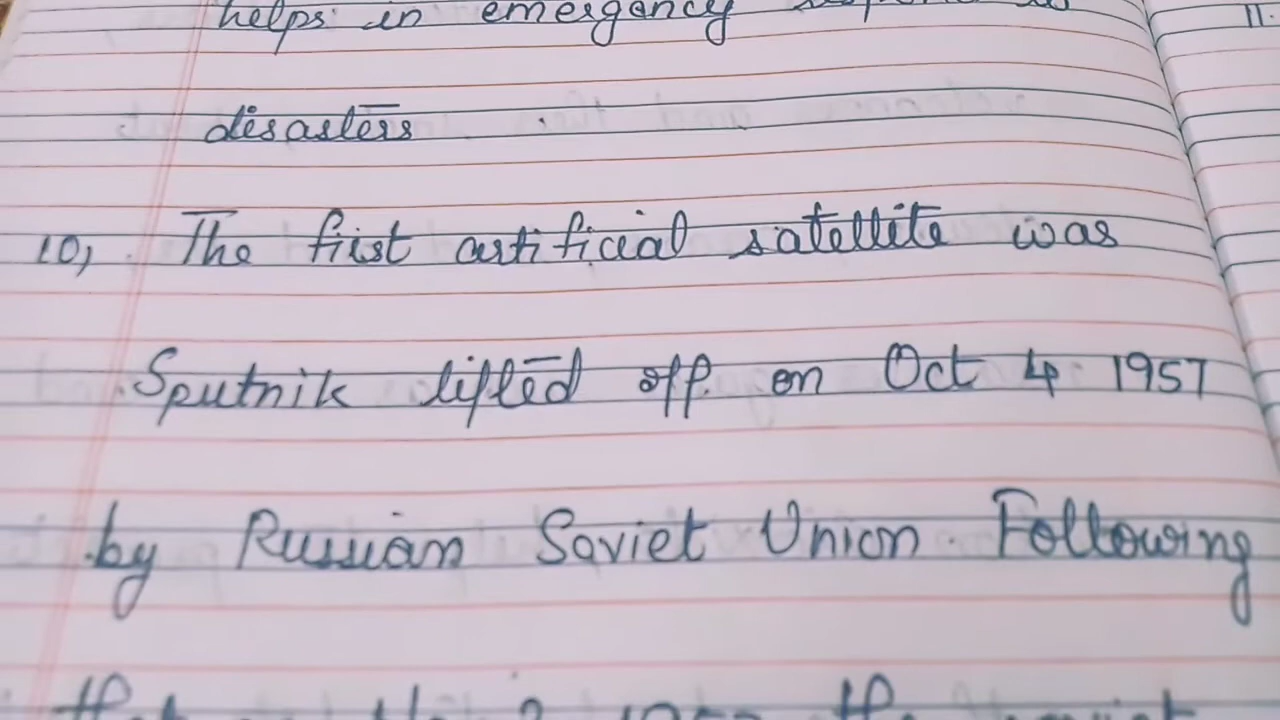 helps in emergency
disasters
10, The first artificial satellite was
Sputnik lifted off on Oct 4 1957
by Russian Soviet Union. Following
11.